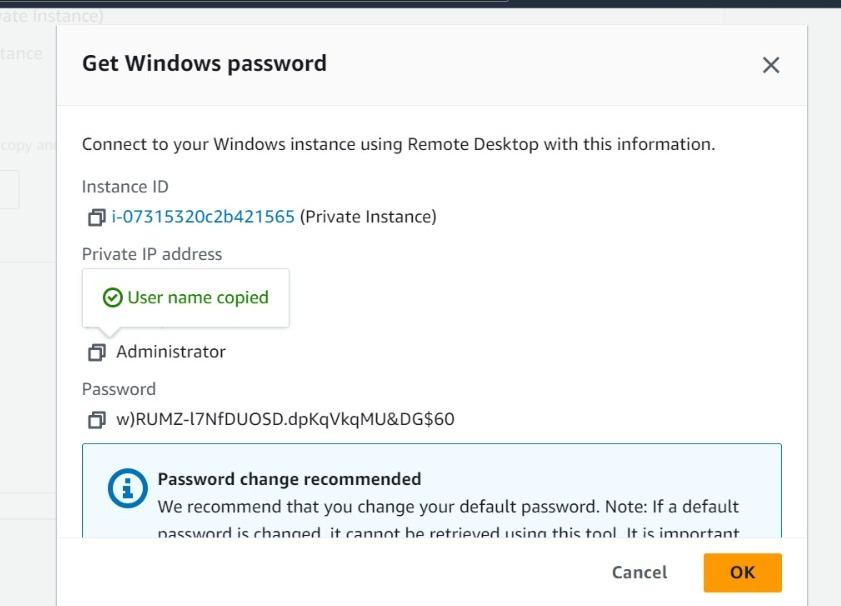 ate Instance)
Get Windows password
tance
Connect to your Windows instance using Remote Desktop with this information.
copy an
Instance ID
i-07315320c2b421565 (Private Instance)
Private IP address
User name copied
Administrator
Password
w)RUMZ-l7NfDUOSD.dpKqVkqMU&DG$60
Password change recommended
We recommend that you change your default password. Note: If a default
password is changed, it cannot be retrieved using this tool. It is important
Cancel
OK